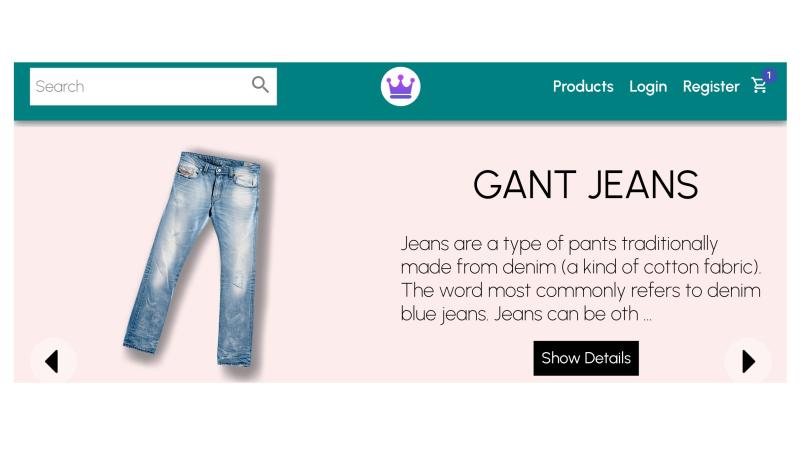 Search
Products Login Register 1
GANT JEANS
Jeans are a type of pants traditionally
made from denim (a kind of cotton fabric).
The word most commonly refers to denim
blue jeans. Jeans can be oth ...
Show Details